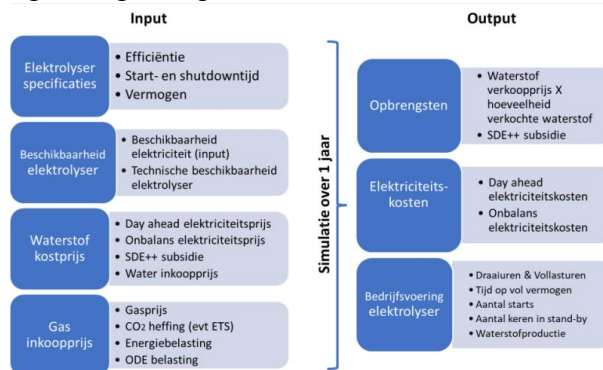 Input
Elektrolyser
specificaties
• Efficiëntie
• Start- en shutdowntijd
• Vermogen
Beschikbaarheid
elektrolyser
• Beschikbaarheid
elektriciteit (input)
• Technische beschikbaarheid
elektrolyser
Waterstof
kostprijs
• Day ahead elektriciteitsprijs
• Onbalans elektriciteitsprijs
• SDE++ subsidie
• Water inkoopprijs
Gas
inkoopprijs
• Gasprijs
• CO2 heffing (evt ETS)
• Energiebelasting
• ODE belasting
Simulatie over 1 jaar
Output
Opbrengsten
• Waterstof
verkoopprijs X
hoeveelheid
verkochte waterstof
• SDE++ subsidie
Elektriciteits-
kosten
• Day ahead
elektriciteitskosten
• Onbalans
elektriciteitskosten
Bedrijfsvoering
elektrolyser
• Draaiuren & Vollasturen
• Tijd op vol vermogen
• Aantal starts
• Aantal keren in stand-by
• Waterstofproductie